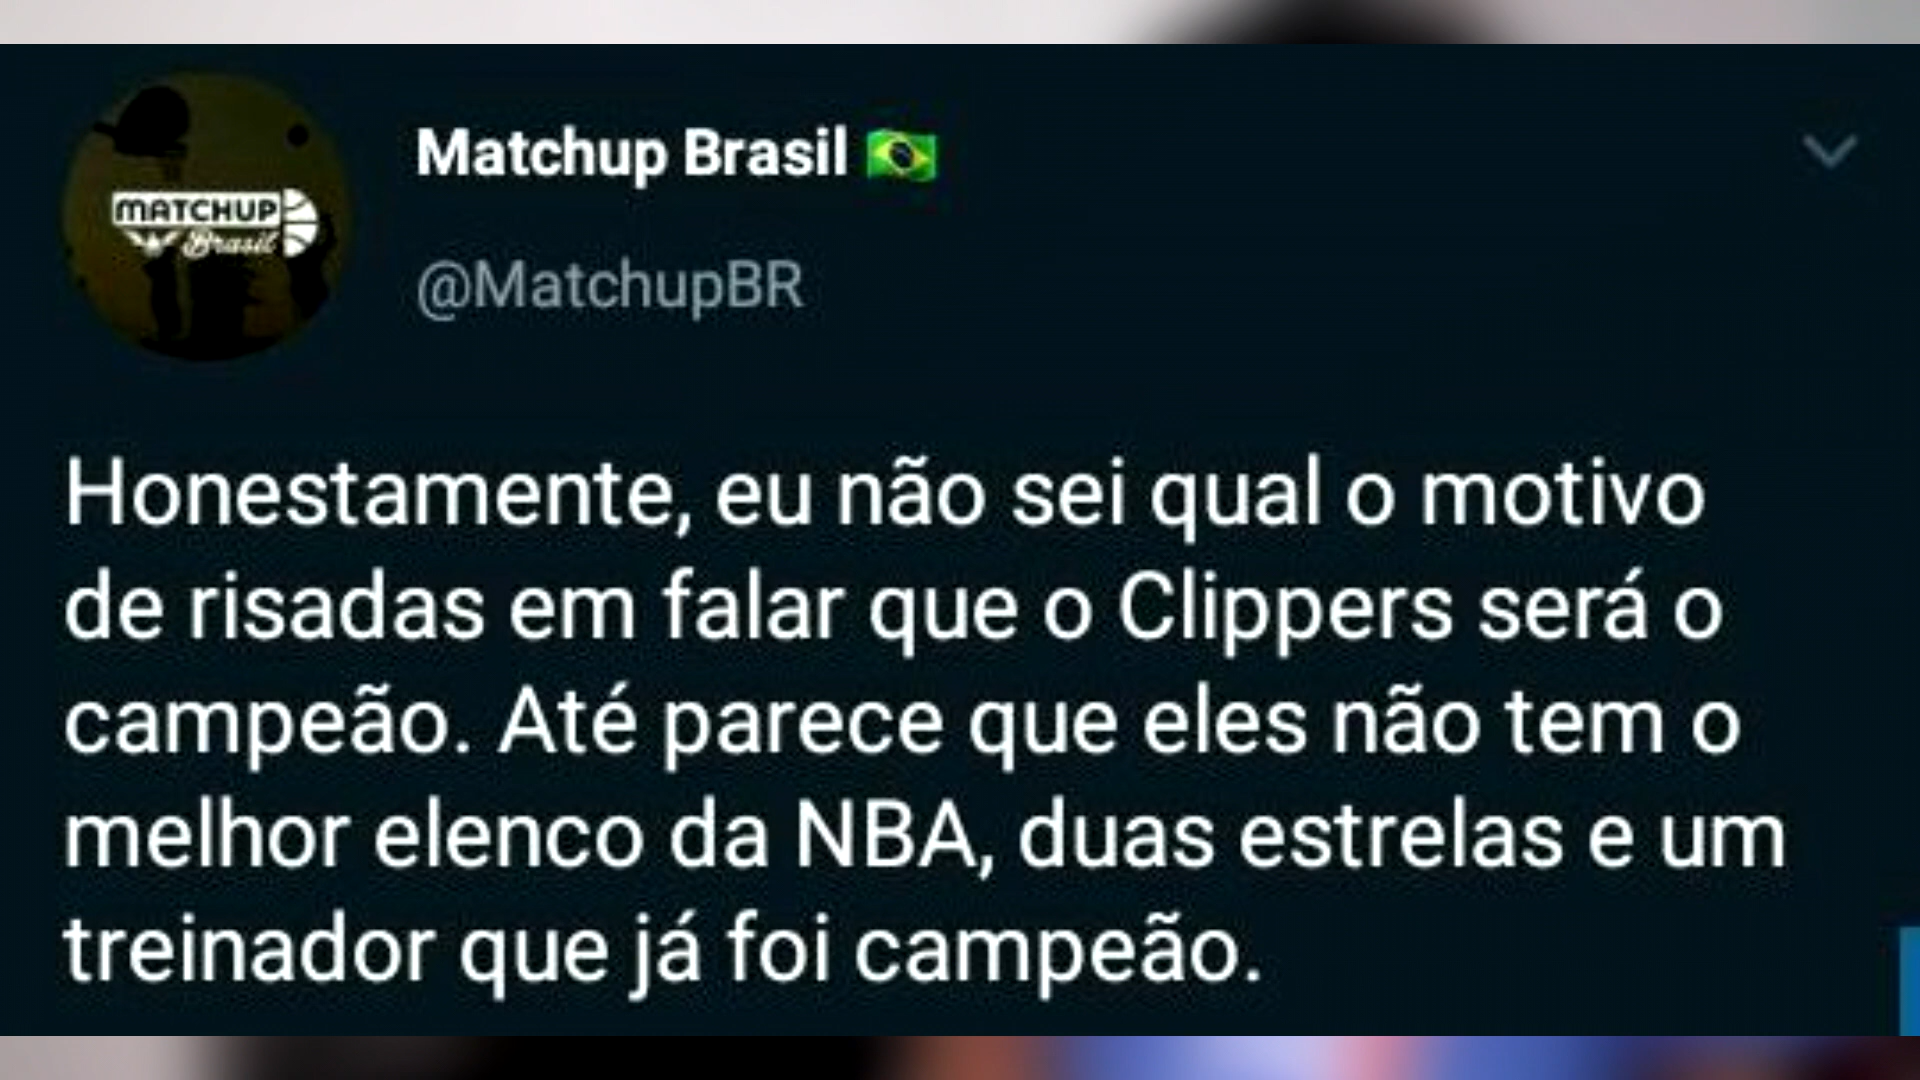 MATCHUP
Brasil
Matchup Brasil 🇧🇷
@MatchupBR
Honestamente, eu não sei qual o motivo
de risadas em falar que o Clippers será o
campeão. Até parece que eles não tem o
melhor elenco da NBA, duas estrelas e um
treinador que já foi campeão.